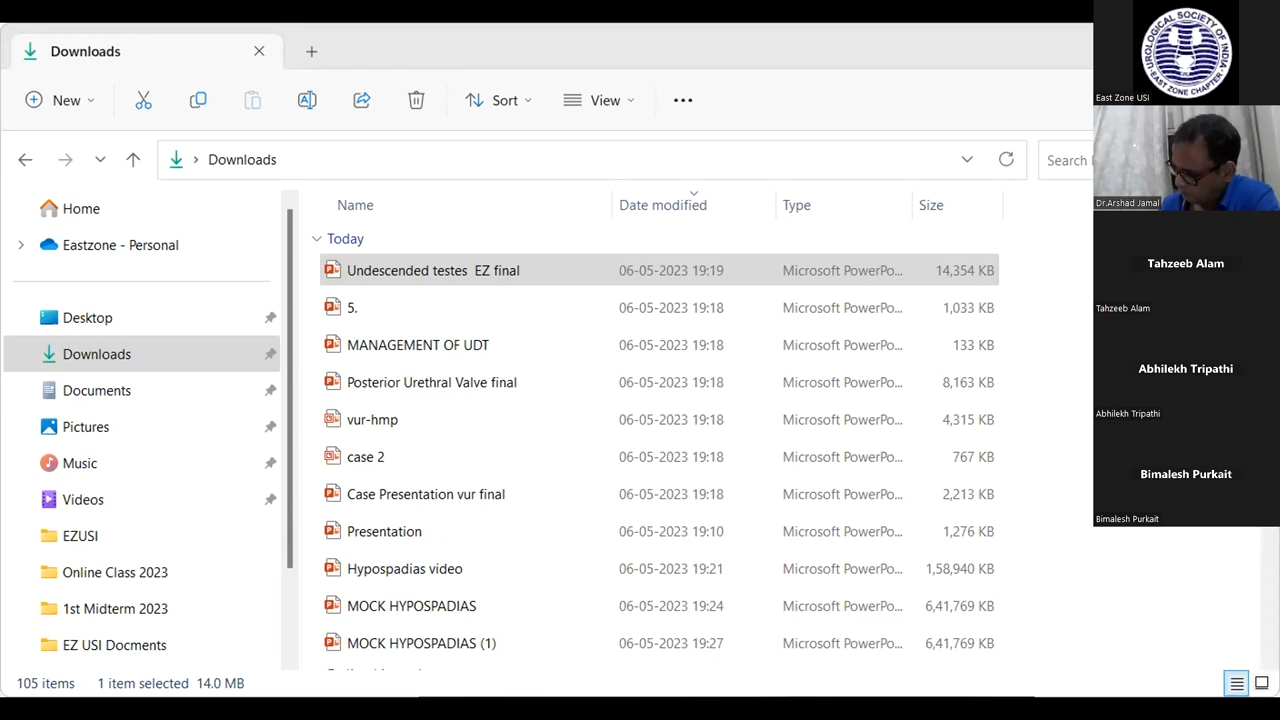 Downloads
New
Sort
View
Downloads
Search
Home
Eastzone - Personal
Desktop
Downloads
Documents
Pictures
Music
Videos
EZUSI
Online Class 2023
1st Midterm 2023
EZ USI Docments
Name Date modified Type Size
Today
Undescended testes EZ final 06-05-2023 19:19 Microsoft PowerPo... 14,354 KB
5. 06-05-2023 19:18 Microsoft PowerPo... 1,033 KB
MANAGEMENT OF UDT 06-05-2023 19:18 Microsoft PowerPo... 133 KB
Posterior Urethral Valve final 06-05-2023 19:18 Microsoft PowerPo... 8,163 KB
vur-hmp 06-05-2023 19:18 Microsoft PowerPo... 4,315 KB
case 2 06-05-2023 19:18 Microsoft PowerPo... 767 KB
Case Presentation vur final 06-05-2023 19:18 Microsoft PowerPo... 2,213 KB
Presentation 06-05-2023 19:10 Microsoft PowerPo... 1,276 KB
Hypospadias video 06-05-2023 19:21 Microsoft PowerPo... 1,58,940 KB
MOCK HYPOSPADIAS 06-05-2023 19:24 Microsoft PowerPo... 6,41,769 KB
MOCK HYPOSPADIAS (1) 06-05-2023 19:27 Microsoft PowerPo... 6,41,769 KB
105 items 1 item selected 14.0 MB
UROLOGICAL SOCIETY OF INDIA
EAST ZONE CHAPTER
East Zone USI
Dr.Arshad Jamal
Tahzeeb Alam
Tahzeeb Alam
Abhilekh Tripathi
Abhilekh Tripathi
Bimalesh Purkait
Bimalesh Purkait